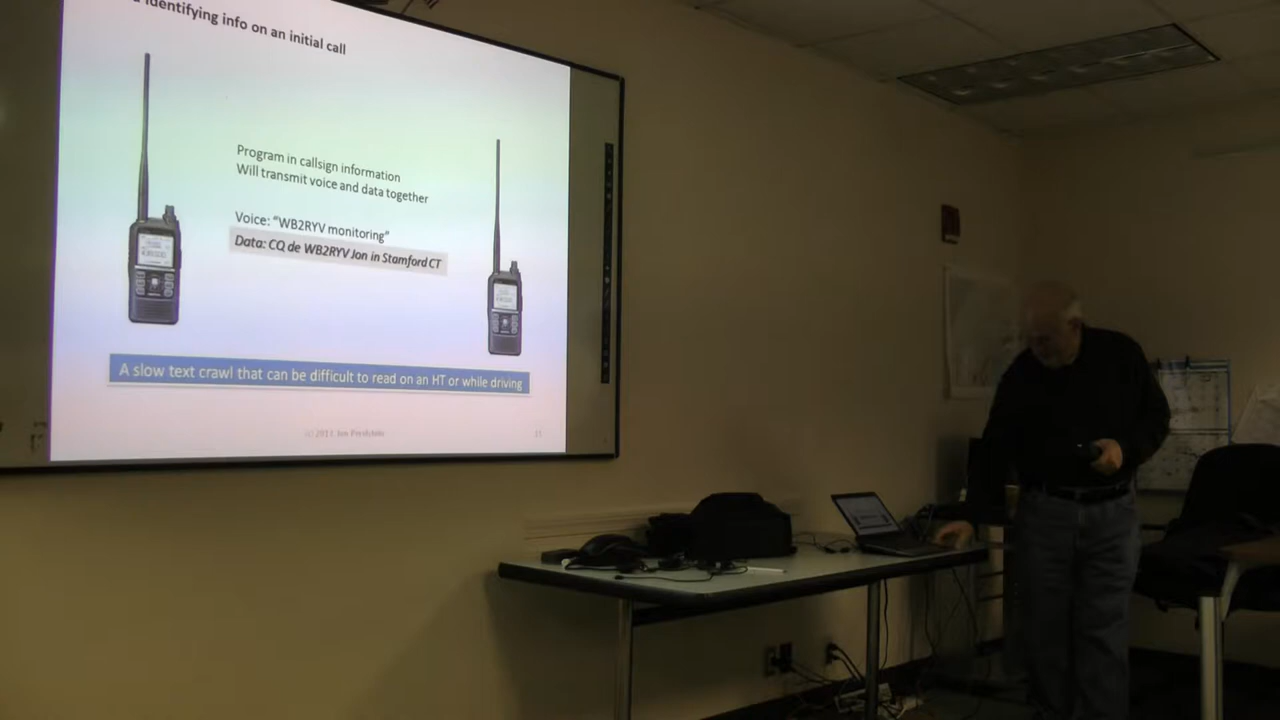 identifying info on an initial call
Program in callsign information
Will transmit voice and data together
Voice: “WB2RYV monitoring”
Data: CQ de WB2RYV Jon in Stamford CT
A slow text crawl that can be difficult to read on an HT or while driving